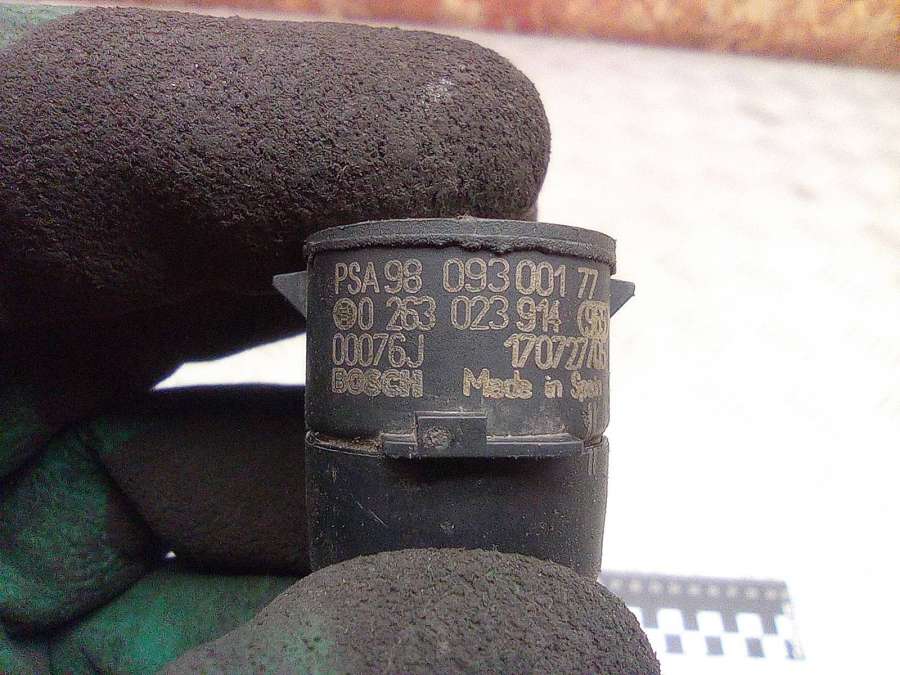 PSA 98 093 001 77
0 263 023 914
00076J 170727/
BOSCH Made in Spain